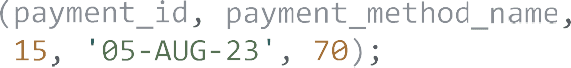 (payment_id, payment_method_name,
15, '05-AUG-23', 70);